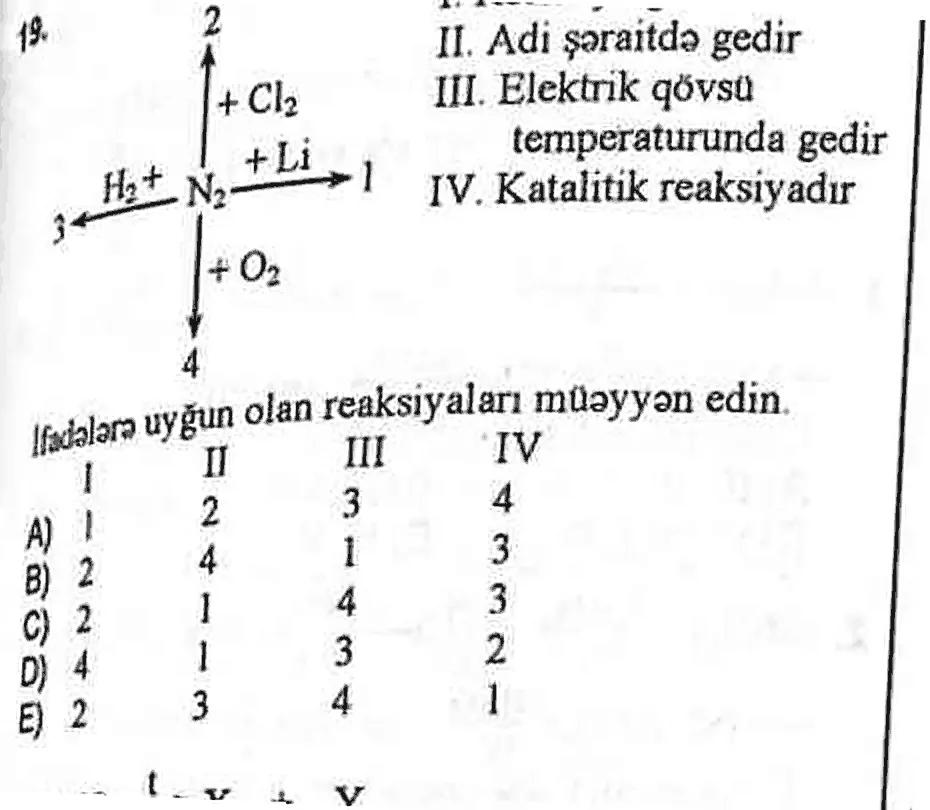 19.
2
+ Cl₂
+ Li
H₂+ N₂ 1
3
+ O₂
4
II. Adi şəraitdə gedir
III. Elektrik qövsü
temperaturunda gedir
IV. Katalitik reaksiyadır
İfadələrə uyğun olan reaksiyaları müəyyən edin.
I II III IV
A) 1 2 3 4
B) 2 4 1 3
C) 2 1 4 3
D) 4 1 3 2
E) 2 3 4 1